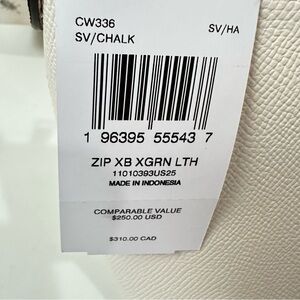 CW336
SV/CHALK SV/HA
1 96395 55543 7
ZIP XB XGRN LTH
11010393US25
MADE IN INDONESIA
COMPARABLE VALUE
$250.00 USD
$310.00 CAD